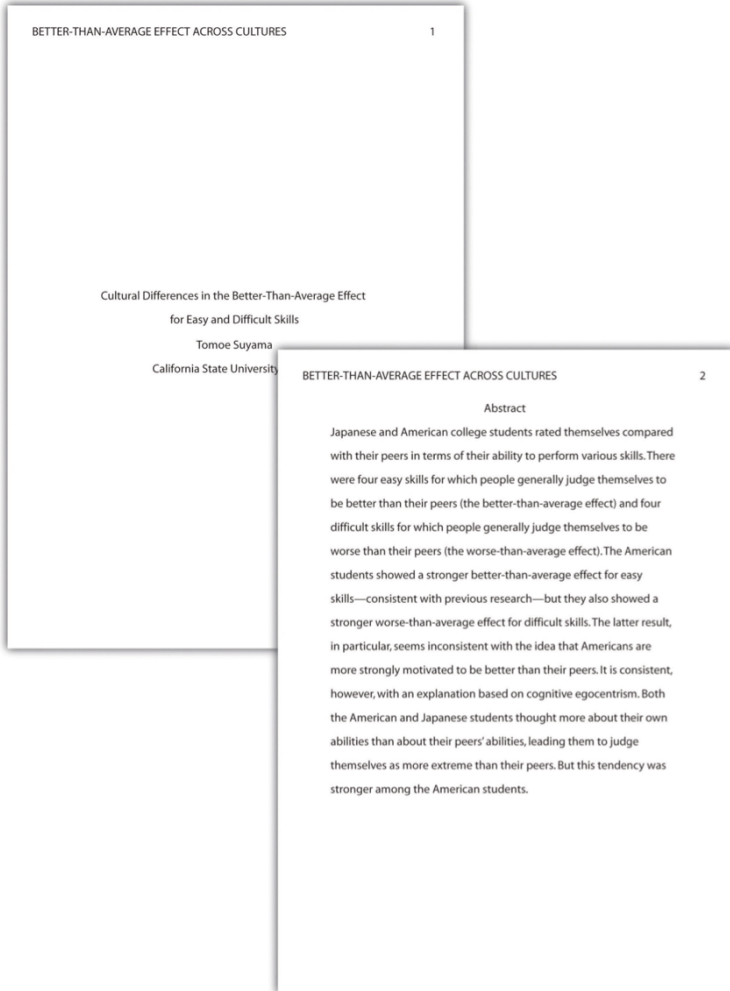 BETTER-THAN-AVERAGE EFFECT ACROSS CULTURES 1
Cultural Differences in the Better-Than-Average Effect
for Easy and Difficult Skills
Tomoe Suyama
California State University
BETTER-THAN-AVERAGE EFFECT ACROSS CULTURES 2
Abstract
Japanese and American college students rated themselves compared
with their peers in terms of their ability to perform various skills. There
were four easy skills for which people generally judge themselves to
be better than their peers (the better-than-average effect) and four
difficult skills for which people generally judge themselves to be
worse than their peers (the worse-than-average effect). The American
students showed a stronger better-than-average effect for easy
skills—consistent with previous research—but they also showed a
stronger worse-than-average effect for difficult skills. The latter result,
in particular, seems inconsistent with the idea that Americans are
more strongly motivated to be better than their peers. It is consistent,
however, with an explanation based on cognitive egocentrism. Both
the American and Japanese students thought more about their own
abilities than about their peers' abilities, leading them to judge
themselves as more extreme than their peers. But this tendency was
stronger among the American students.